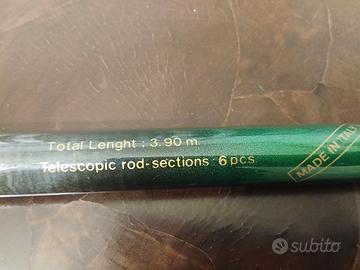 Total Lenght : 3.90 m.
Telescopic rod-sections: 6 pcs.
MADE IN ITALY
subito